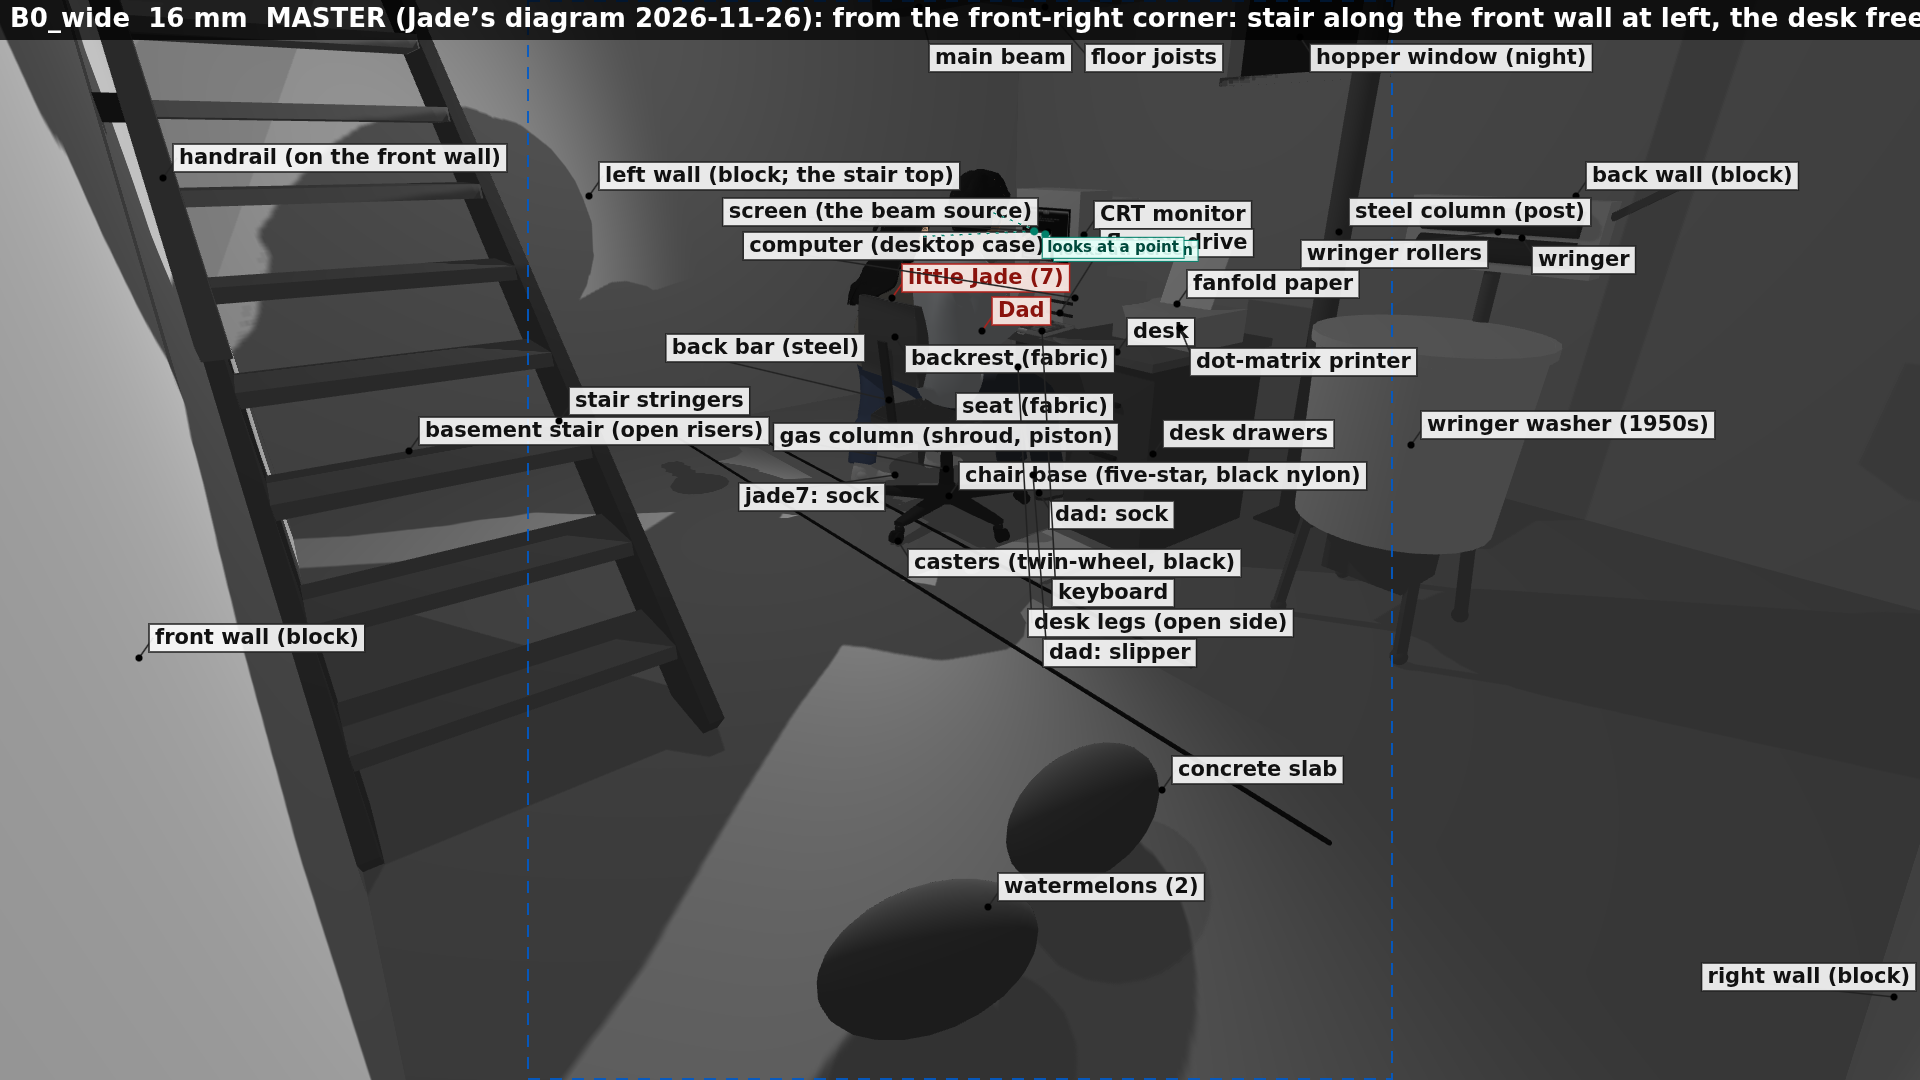 B0_wide 16 mm MASTER (Jade’s diagram 2026-11-26): from the front-right corner: stair along the front wall at left, the desk free
main beam
floor joists
hopper window (night)
handrail (on the front wall)
left wall (block; the stair top)
back wall (block)
screen (the beam source)
CRT monitor
steel column (post)
computer (desktop case)
looks at a point
drive
wringer rollers
wringer
little Jade (7)
fanfold paper
Dad
desk
back bar (steel)
backrest (fabric)
dot-matrix printer
stair stringers
seat (fabric)
basement stair (open risers)
gas column (shroud, piston)
desk drawers
wringer washer (1950s)
chair base (five-star, black nylon)
jade7: sock
dad: sock
casters (twin-wheel, black)
keyboard
desk legs (open side)
front wall (block)
dad: slipper
concrete slab
watermelons (2)
right wall (block)